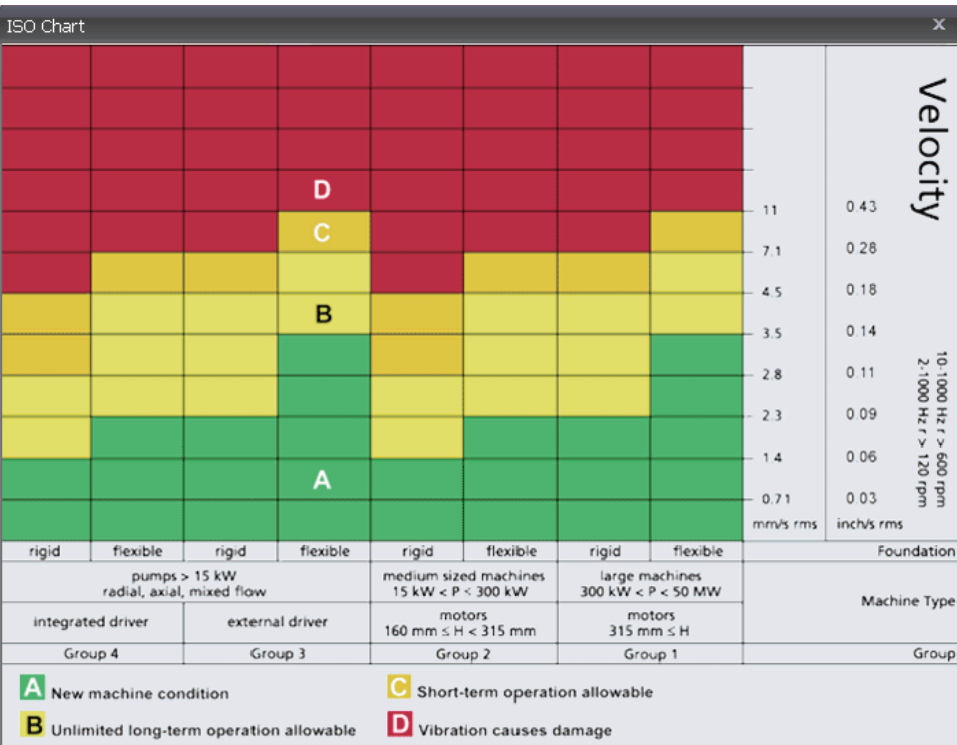 ISO Chart
x
Velocity
10-1000 Hz r > 600 rpm
2-1000 Hz r > 120 rpm
D
C
B
A
11 0.43
7.1 0.28
4.5 0.18
3.5 0.14
2.8 0.11
2.3 0.09
1.4 0.06
0.71 0.03
mm/s rms inch/s rms
rigid flexible rigid flexible rigid flexible rigid flexible Foundation
pumps > 15 kW
radial, axial, mixed flow
medium sized machines
15 kW < P ≤ 300 kW
large machines
300 kW < P < 50 MW
Machine Type
integrated driver
external driver
motors
160 mm ≤ H < 315 mm
motors
315 mm ≤ H
Group 4 Group 3 Group 2 Group 1 Group
A New machine condition
C Short-term operation allowable
B Unlimited long-term operation allowable
D Vibration causes damage